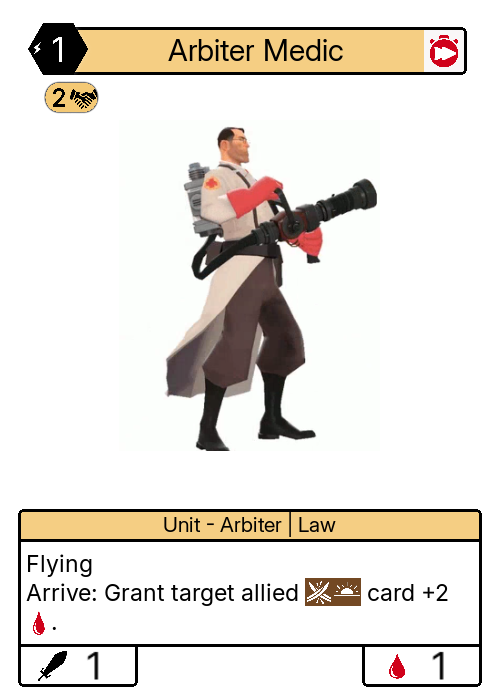 1
Arbiter Medic
2
Unit - Arbiter | Law
Flying
Arrive: Grant target allied card +2
.
1
1